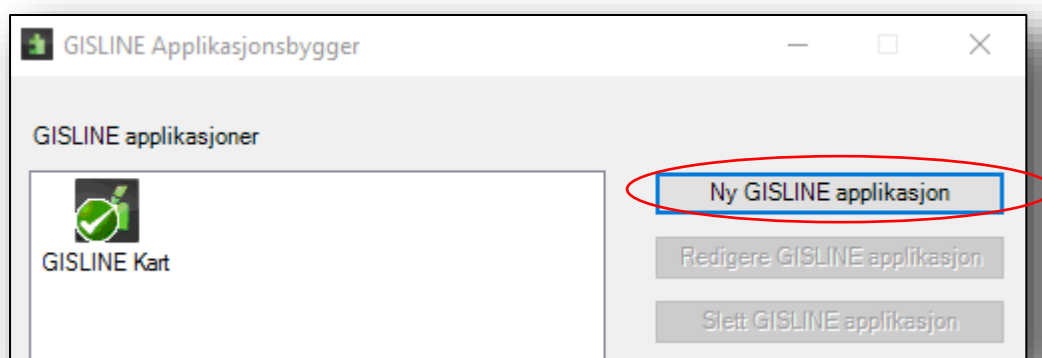 GISLINE Applikasjonsbygger
GISLINE applikasjoner
GISLINE Kart
Ny GISLINE applikasjon
Redigere GISLINE applikasjon
Slett GISLINE applikasjon